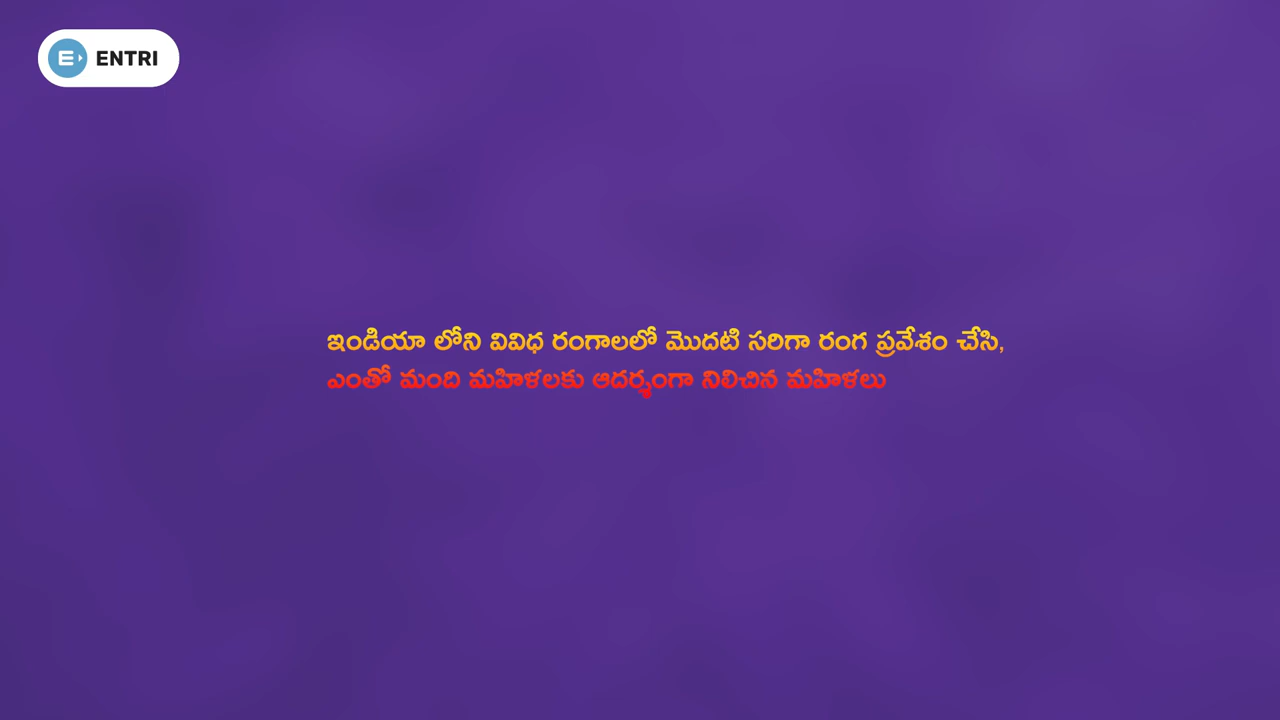 ENTRI
ఇండియా లోని వివిధ రంగాలలో మొదటి సరిగా రంగ ప్రవేశం చేసి,
ఎంతో మంది మహిళలకు ఆదర్శంగా నిలిచిన మహిళలు